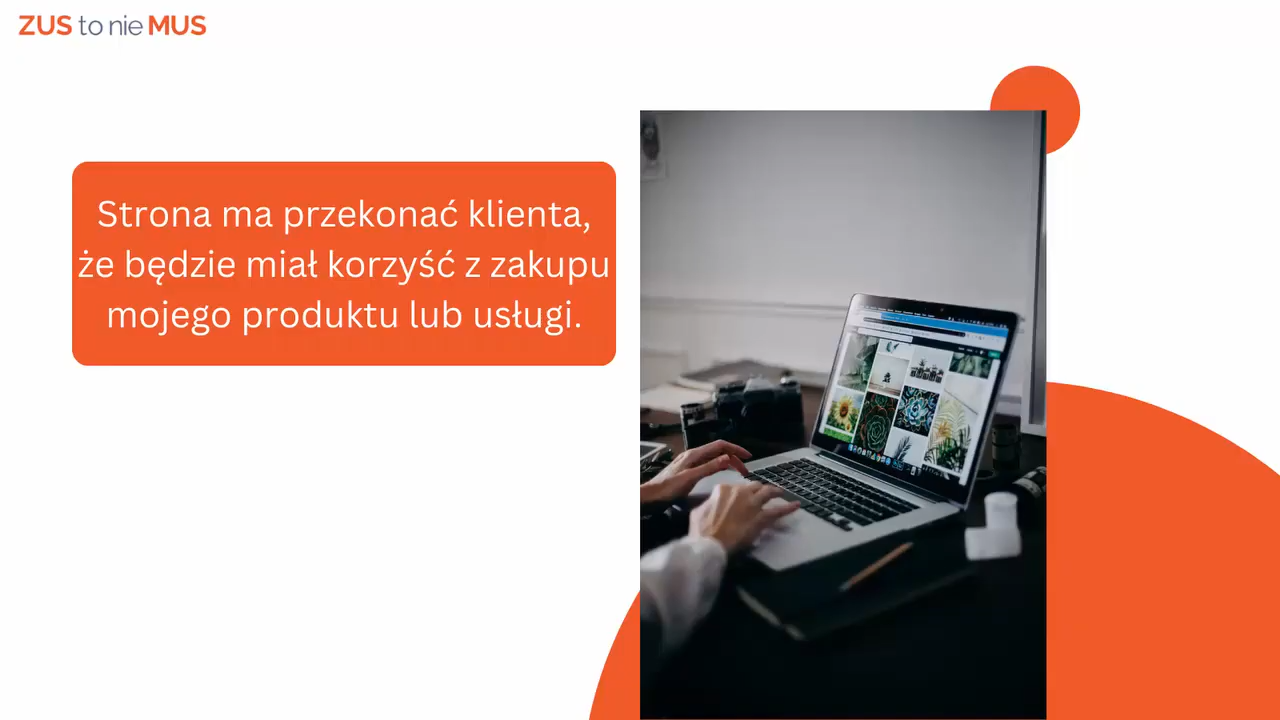 ZUS to nie MUS
Strona ma przekonać klienta,
że będzie miał korzyść z zakupu
mojego produktu lub usługi.